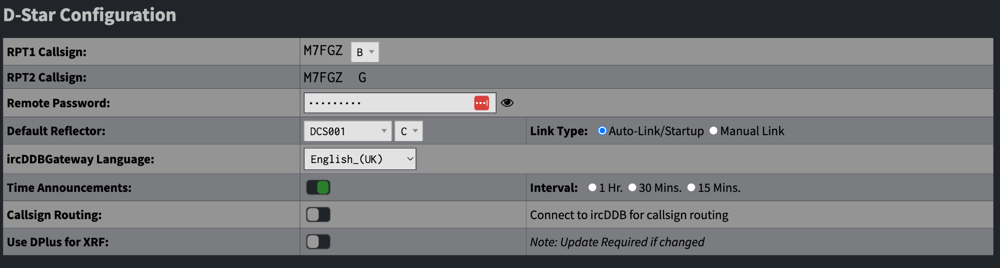 D-Star Configuration
RPT1 Callsign: M7FGZ B
RPT2 Callsign: M7FGZ G
Remote Password: •••••••••
Default Reflector: DCS001 C Link Type: Auto-Link/Startup Manual Link
ircDDBGateway Language: English_(UK)
Time Announcements: Interval: 1 Hr. 30 Mins. 15 Mins.
Callsign Routing: Connect to ircDDB for callsign routing
Use DPlus for XRF: Note: Update Required if changed